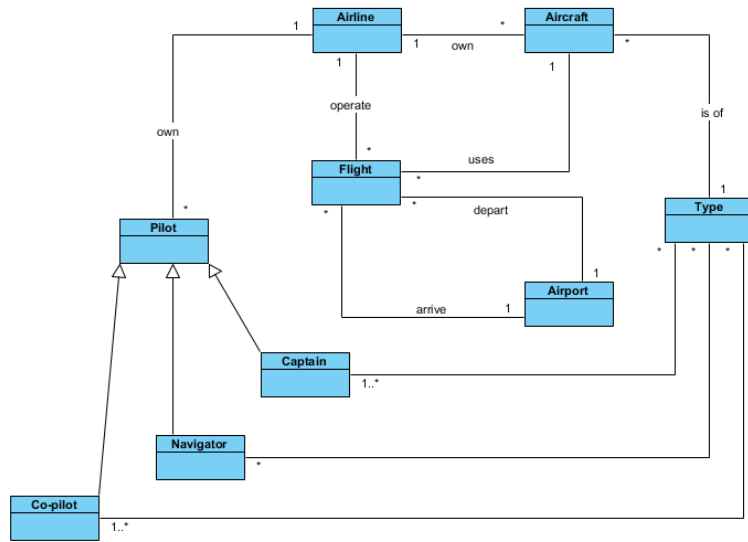 Airline
Aircraft
1
1
*
*
own
1
1
operate
own
is of
*
uses
Flight
*
1
*
*
depart
Type
*
Pilot
*
*
*
1
Airport
arrive
1
Captain
1..*
Navigator
*
Co-pilot
1..*